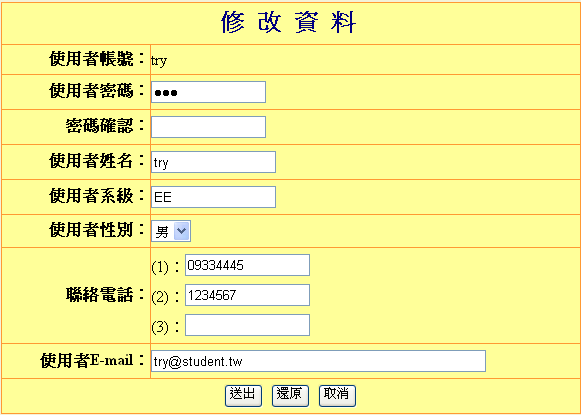 修 改 資 料
使用者帳號：try
使用者密碼：●●●
密碼確認：
使用者姓名：try
使用者系級：EE
使用者性別：男
聯絡電話：
(1)：09334445
(2)：1234567
(3)：
使用者E-mail：try@student.tw
送出 還原 取消